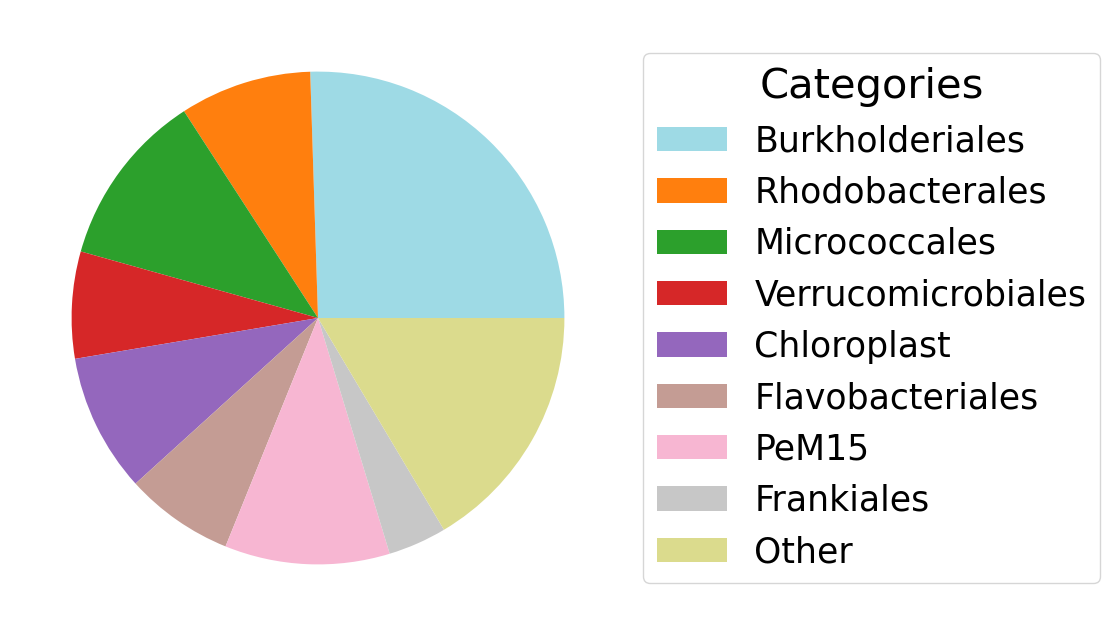 Categories
Burkholderiales
Rhodobacterales
Micrococcales
Verrucomicrobiales
Chloroplast
Flavobacteriales
PeM15
Frankiales
Other